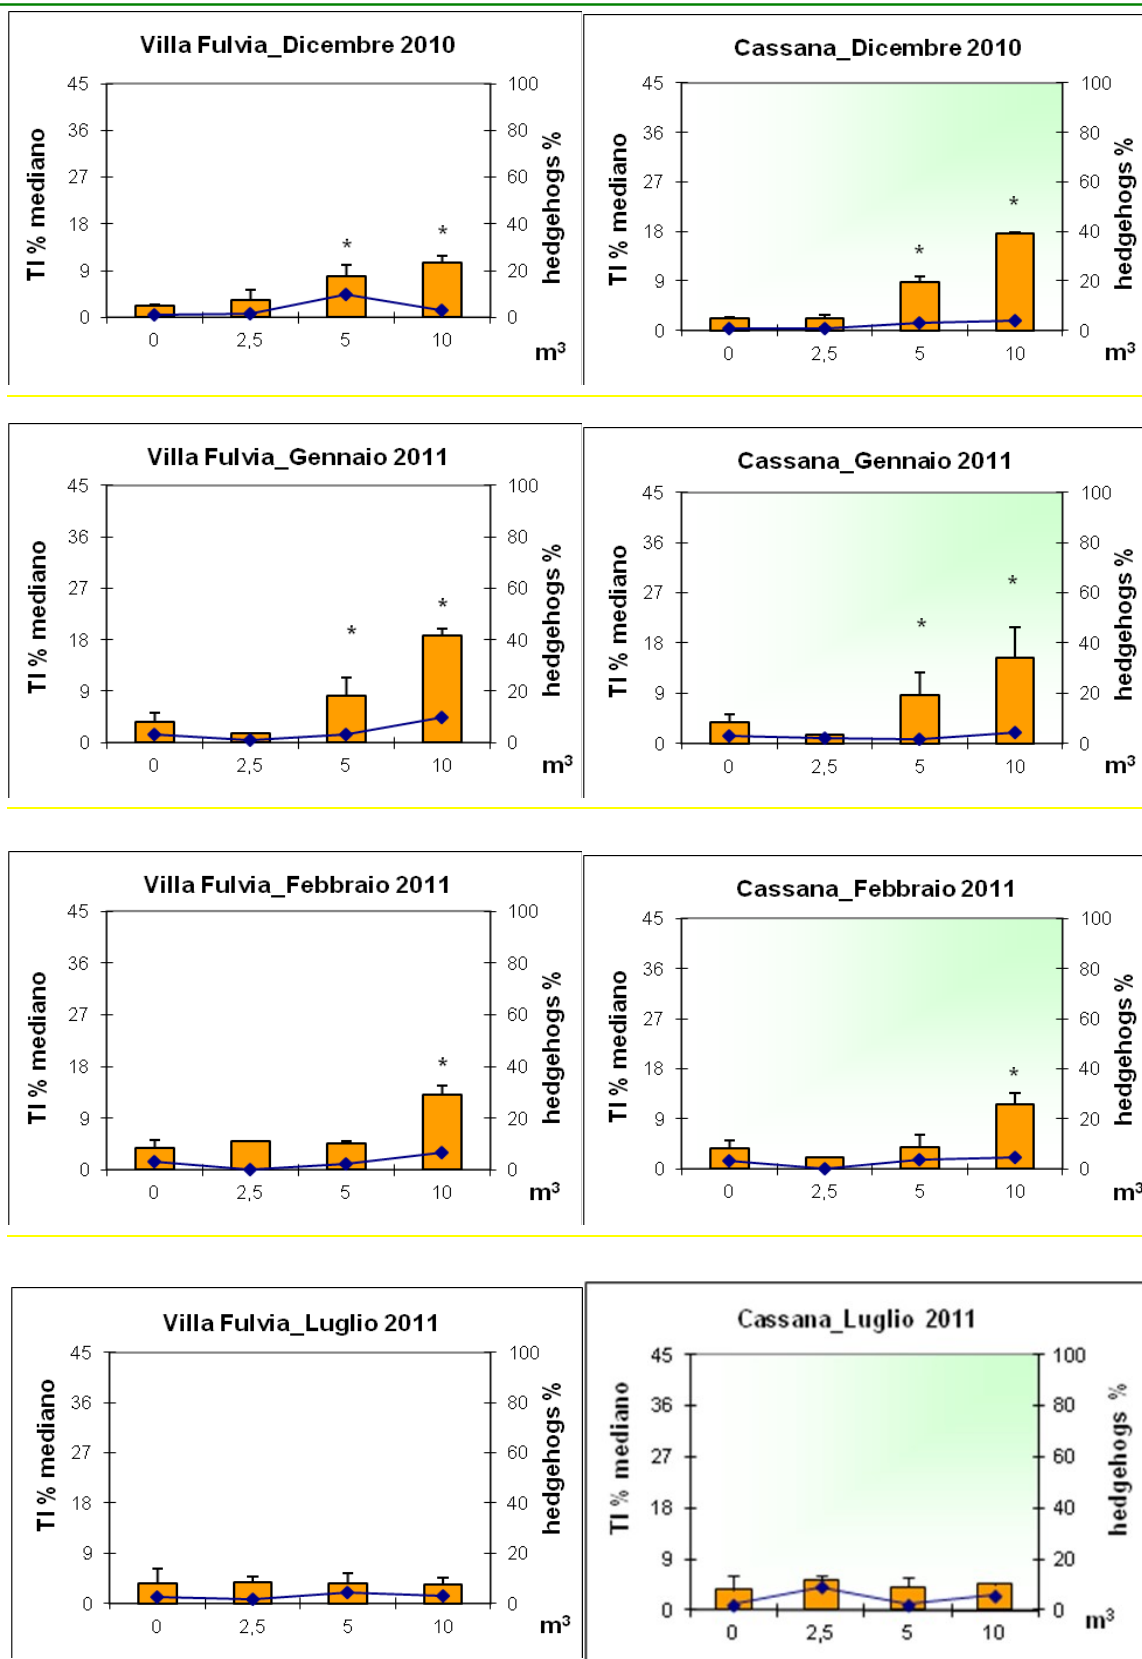 Villa Fulvia_Dicembre 2010
45
36
27
18
9
0
TI % mediano
100
80
60
40
20
0
hedgehogs %
*
*
0 2,5 5 10
m³
Cassana_Dicembre 2010
45
36
27
18
9
0
TI % mediano
100
80
60
40
20
0
hedgehogs %
*
*
0 2,5 5 10
m³
Villa Fulvia_Gennaio 2011
45
36
27
18
9
0
TI % mediano
100
80
60
40
20
0
hedgehogs %
*
*
0 2,5 5 10
m³
Cassana_Gennaio 2011
45
36
27
18
9
0
TI % mediano
100
80
60
40
20
0
hedgehogs %
*
*
0 2,5 5 10
m³
Villa Fulvia_Febbraio 2011
45
36
27
18
9
0
TI % mediano
100
80
60
40
20
0
hedgehogs %
*
0 2,5 5 10
m³
Cassana_Febbraio 2011
45
36
27
18
9
0
TI % mediano
100
80
60
40
20
0
hedgehogs %
*
0 2,5 5 10
m³
Villa Fulvia_Luglio 2011
45
36
27
18
9
0
TI % mediano
100
80
60
40
20
0
hedgehogs %
0 2,5 5 10
m³
Cassana_Luglio 2011
45
36
27
18
9
0
TI % mediano
100
80
60
40
20
0
hedgehogs %
0 2,5 5 10
m³